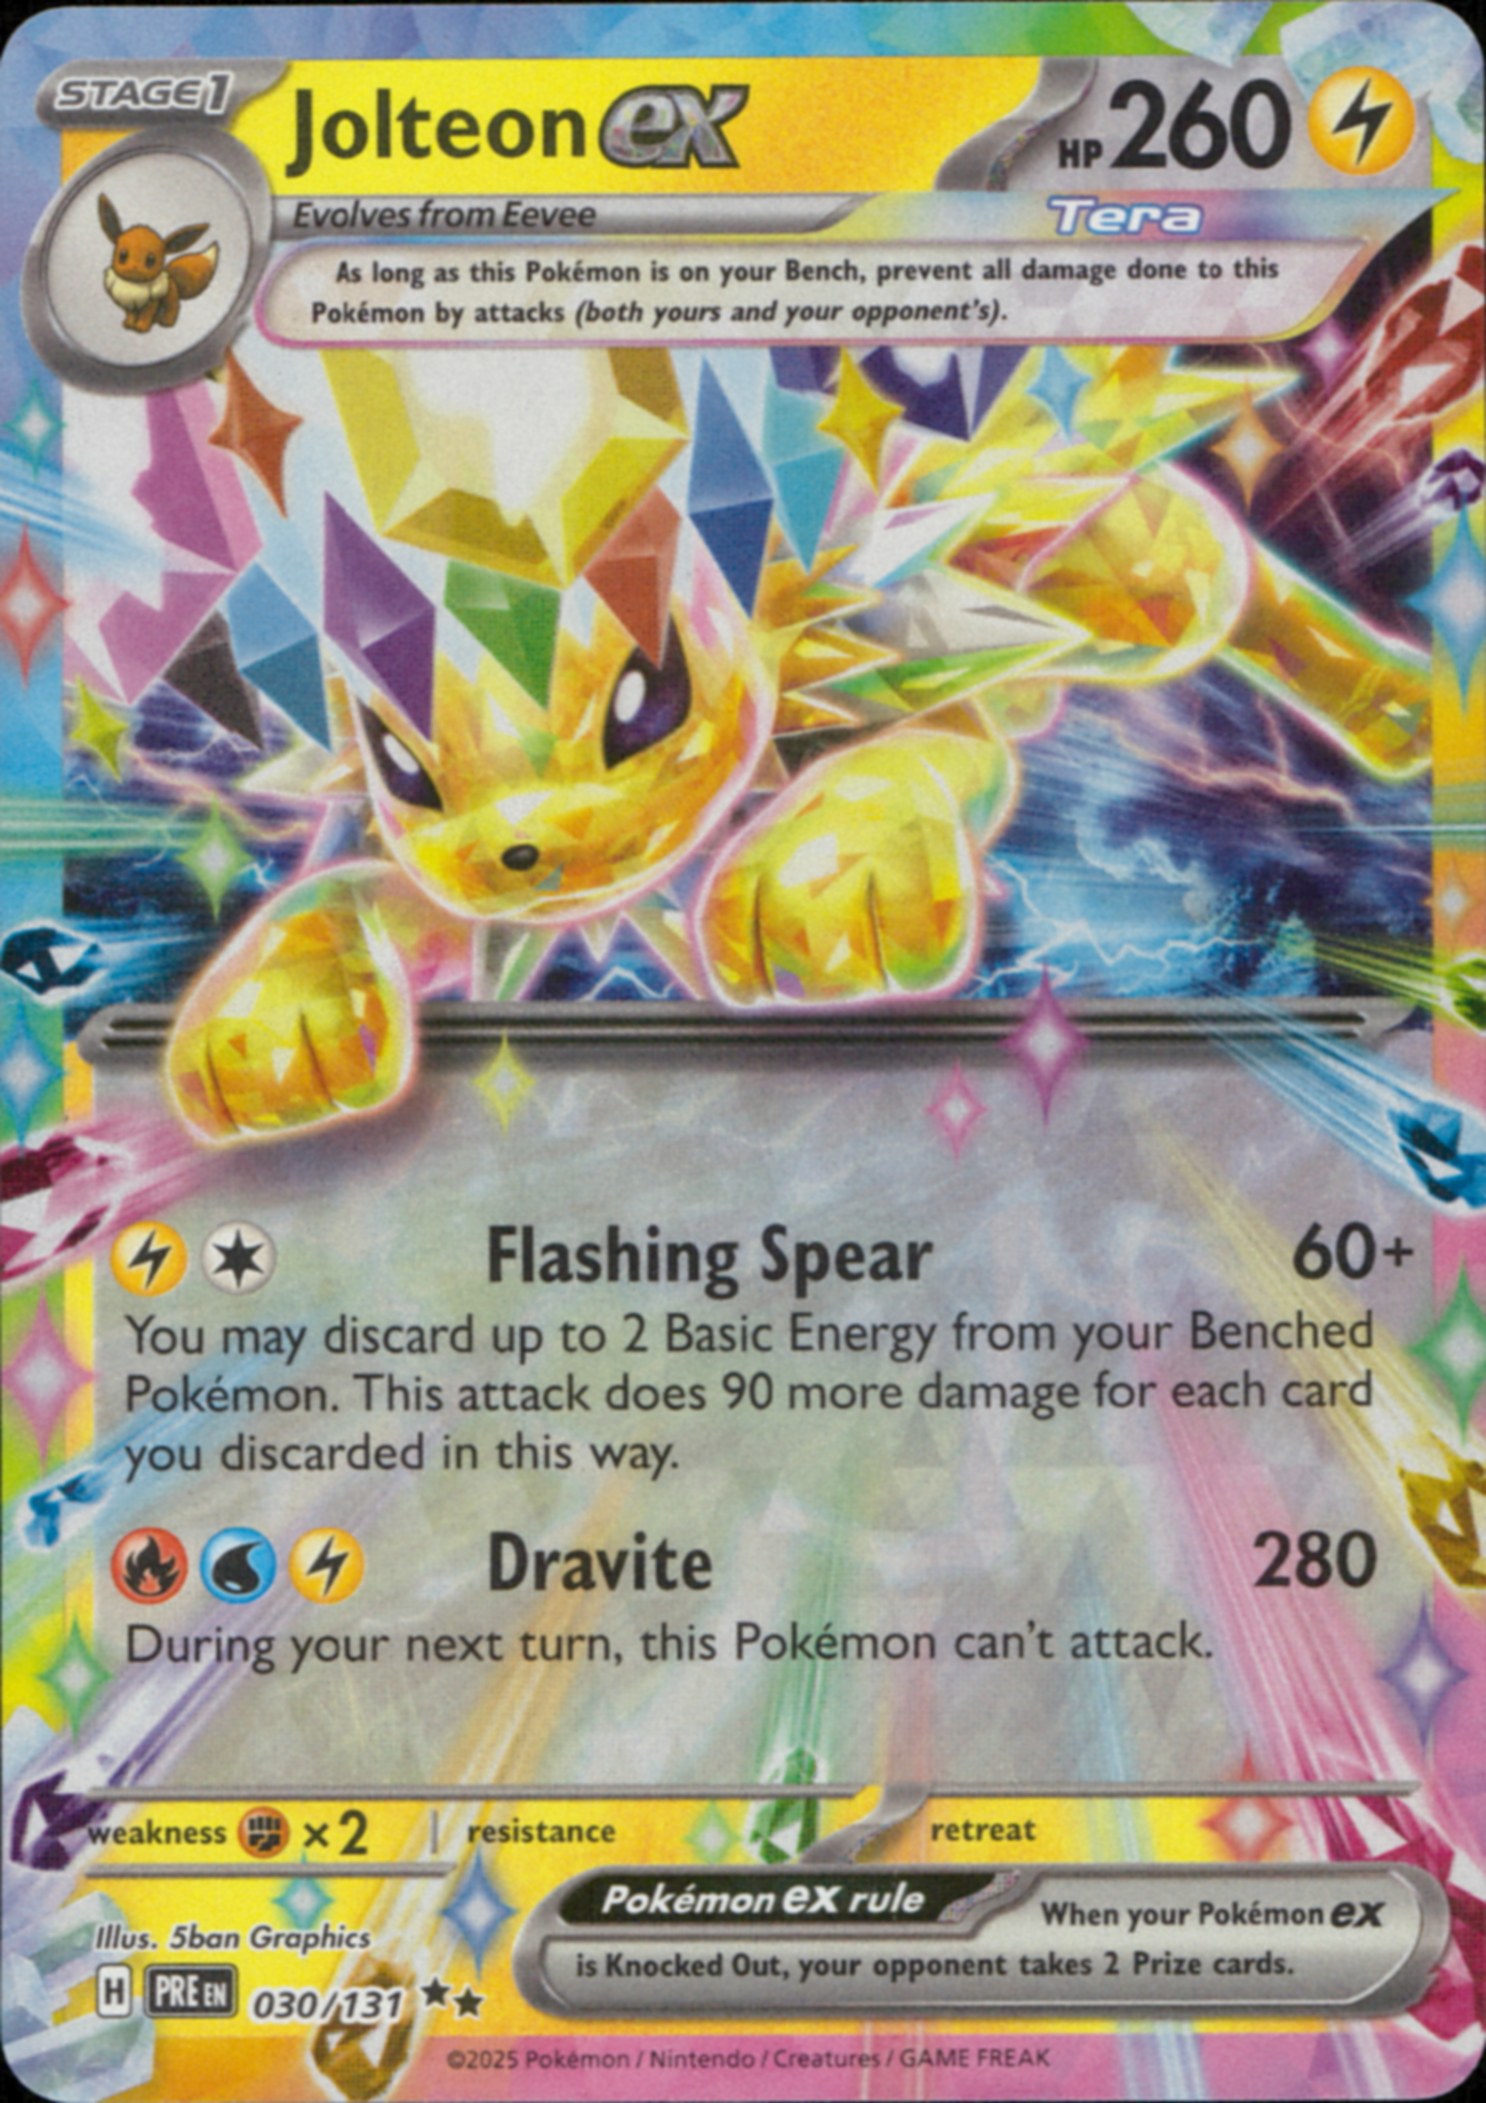 STAGE1
Jolteon ex
HP 260
Evolves from Eevee
Tera
As long as this Pokémon is on your Bench, prevent all damage done to this
Pokémon by attacks (both yours and your opponent's).
Flashing Spear 60+
You may discard up to 2 Basic Energy from your Benched
Pokémon. This attack does 90 more damage for each card
you discarded in this way.
Dravite 280
During your next turn, this Pokémon can't attack.
weakness ×2 | resistance retreat
Pokémon ex rule
When your Pokémon ex
is Knocked Out, your opponent takes 2 Prize cards.
Illus. 5ban Graphics
H PRE EN 030/131 ★★
©2025 Pokémon / Nintendo / Creatures / GAME FREAK